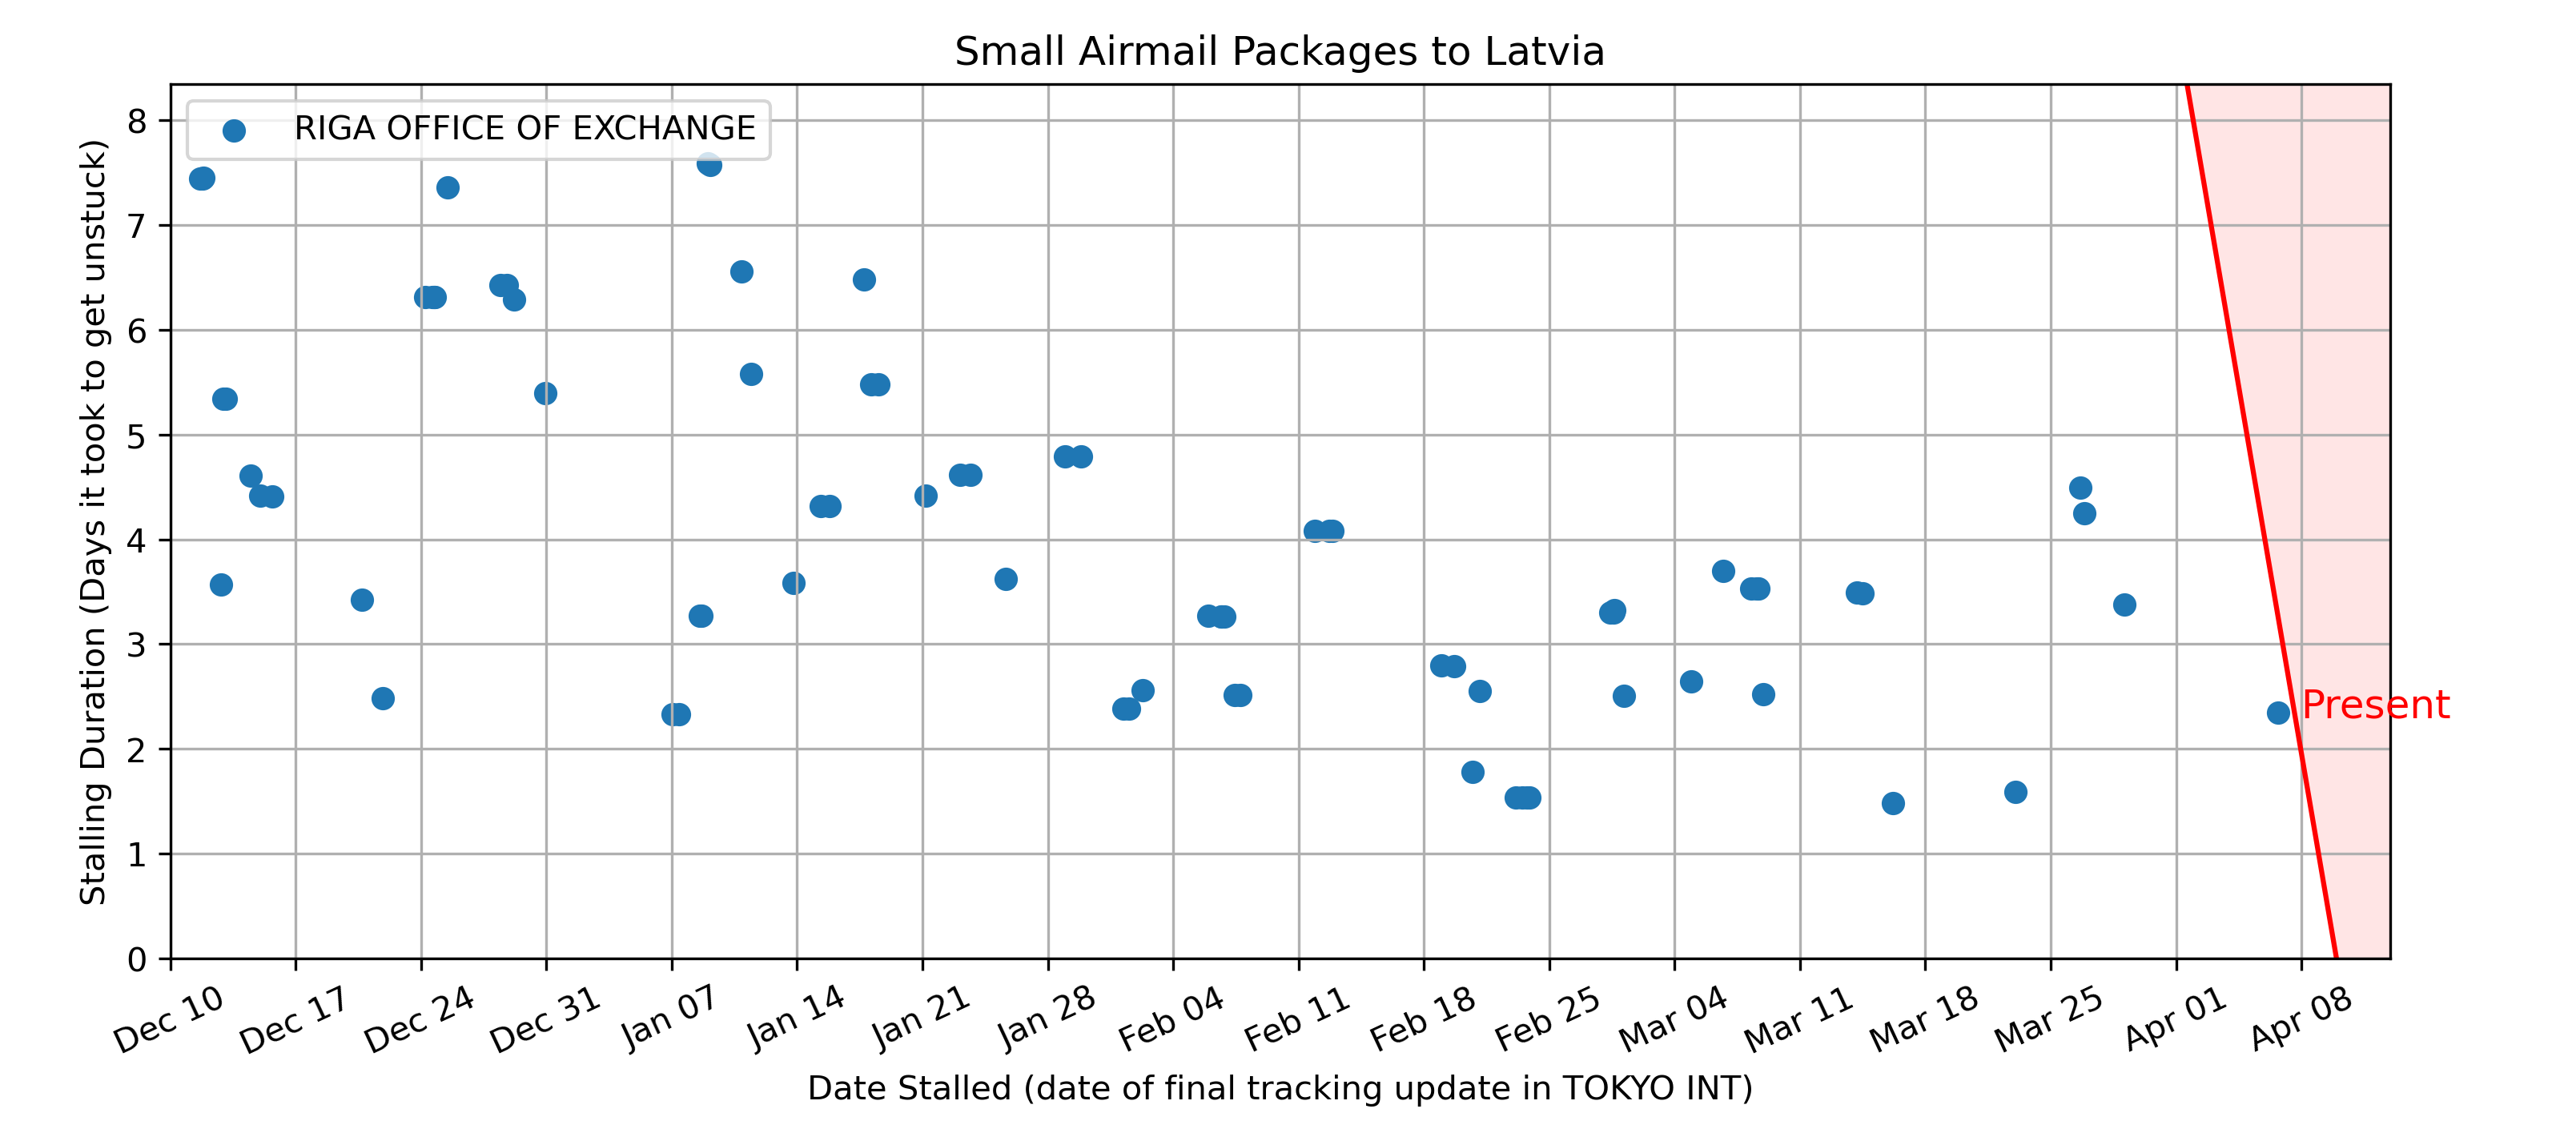 Small Airmail Packages to Latvia
RIGA OFFICE OF EXCHANGE
Stalling Duration (Days it took to get unstuck)
8
7
6
5
4
3
2
1
0
Present
Dec 10
Dec 17
Dec 24
Dec 31
Jan 07
Jan 14
Jan 21
Jan 28
Feb 04
Feb 11
Feb 18
Feb 25
Mar 04
Mar 11
Mar 18
Mar 25
Apr 01
Apr 08
Date Stalled (date of final tracking update in TOKYO INT)